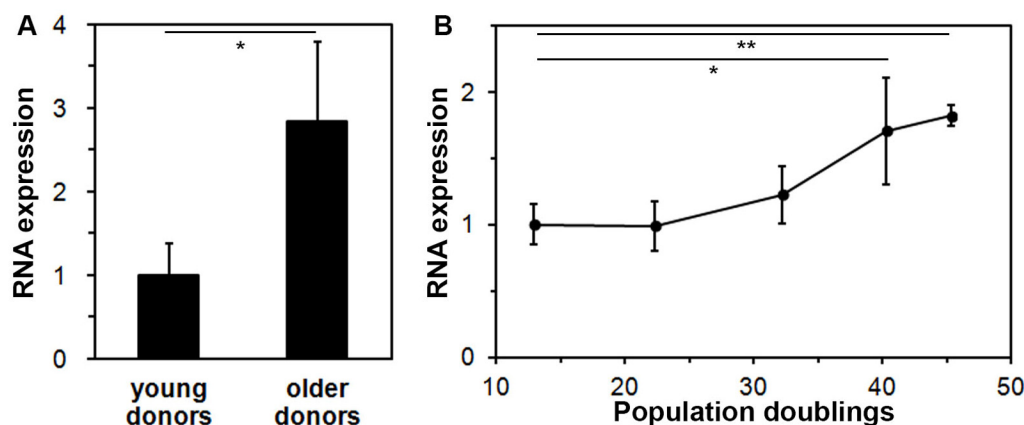 A
RNA expression
4
3
2
1
0
*
young donors
older donors
B
RNA expression
2
1
0
**
*
10 20 30 40 50
Population doublings